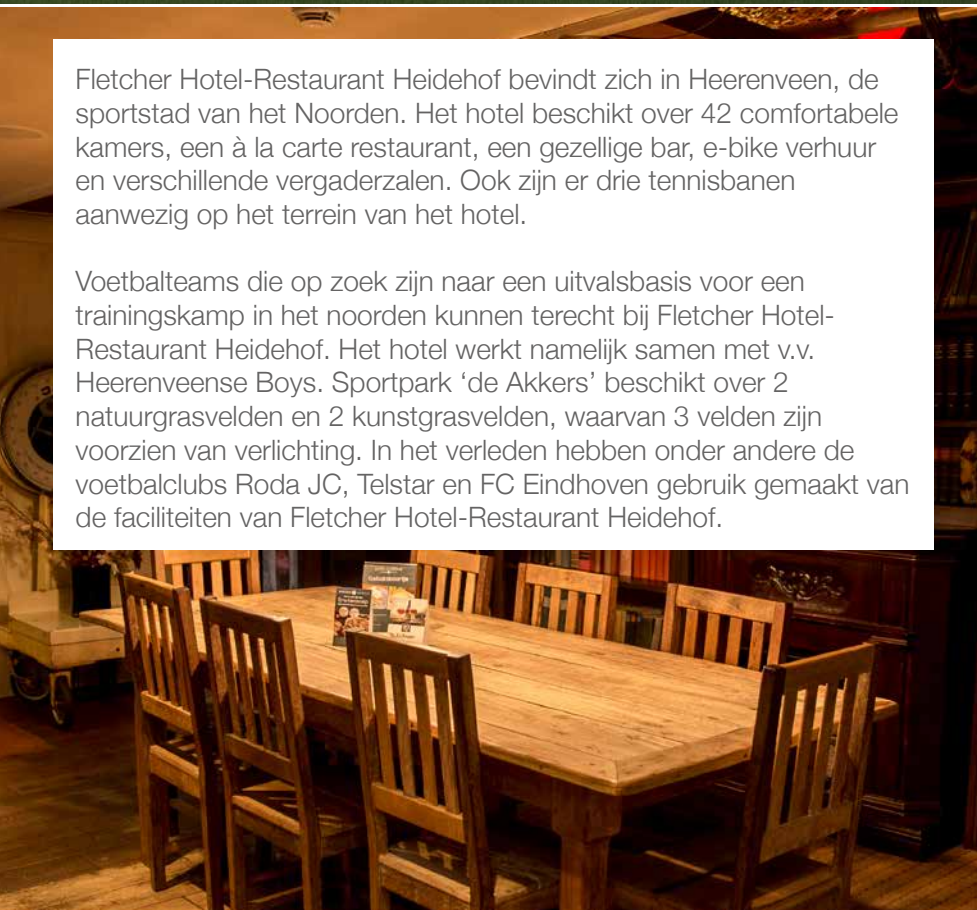 Fletcher Hotel-Restaurant Heidehof bevindt zich in Heerenveen, de
sportstad van het Noorden. Het hotel beschikt over 42 comfortabele
kamers, een à la carte restaurant, een gezellige bar, e-bike verhuur
en verschillende vergaderzalen. Ook zijn er drie tennisbanen
aanwezig op het terrein van het hotel.
Voetbalteams die op zoek zijn naar een uitvalsbasis voor een
trainingskamp in het noorden kunnen terecht bij Fletcher Hotel-
Restaurant Heidehof. Het hotel werkt namelijk samen met v.v.
Heerenveense Boys. Sportpark ‘de Akkers’ beschikt over 2
natuurgrasvelden en 2 kunstgrasvelden, waarvan 3 velden zijn
voorzien van verlichting. In het verleden hebben onder andere de
voetbalclubs Roda JC, Telstar en FC Eindhoven gebruik gemaakt van
de faciliteiten van Fletcher Hotel-Restaurant Heidehof.